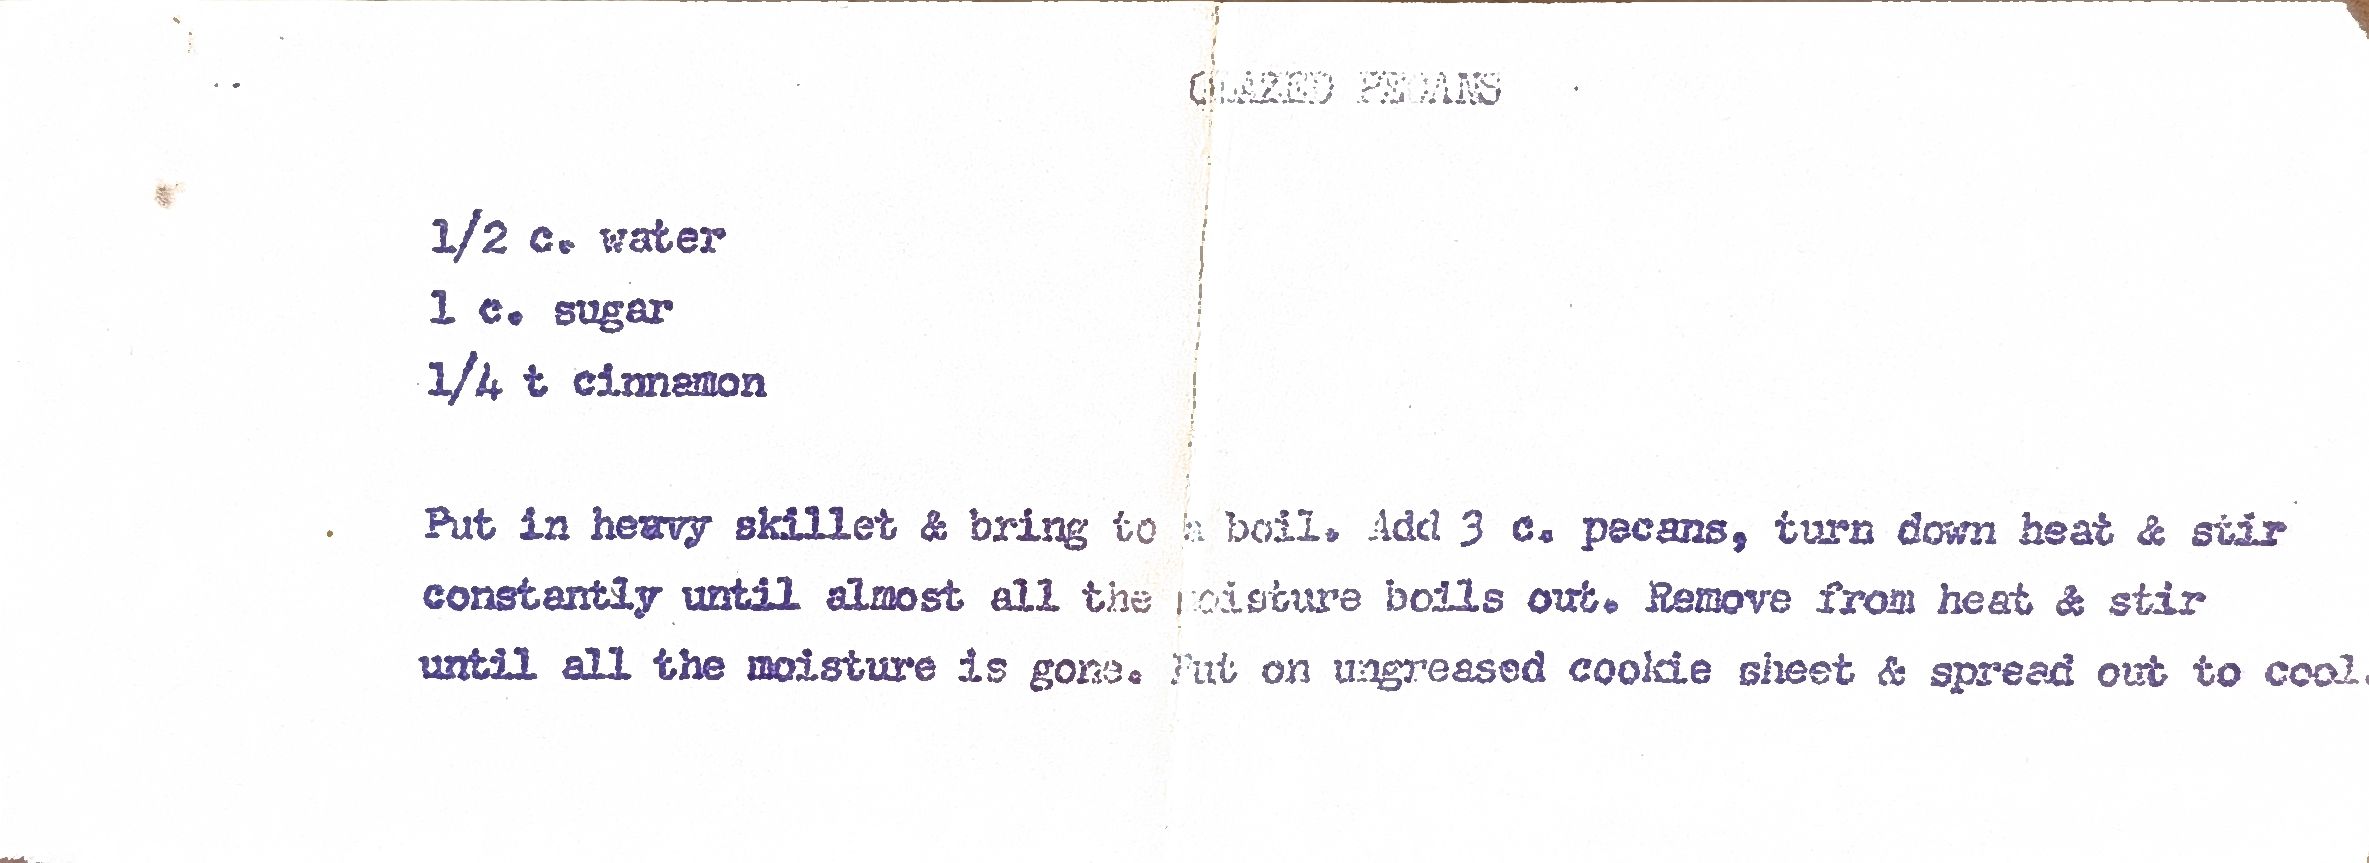 GLAZED PECANS
1/2 c. water
1 c. sugar
1/4 t cinnamon
Put in heavy skillet & bring to a boil. Add 3 c. pecans, turn down heat & stir
constantly until almost all the moisture boils out. Remove from heat & stir
until all the moisture is gone. Put on ungreased cookie sheet & spread out to cool.